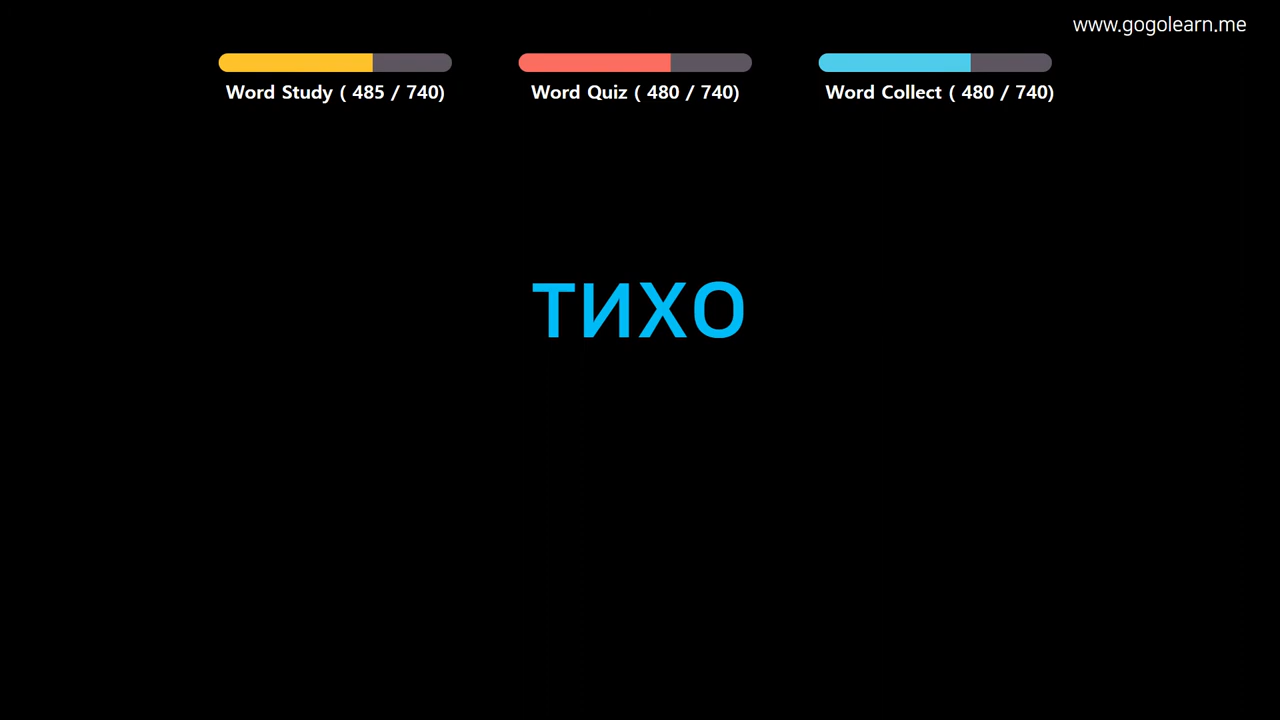 www.gogolearn.me
Word Study ( 485 / 740)
Word Quiz ( 480 / 740)
Word Collect ( 480 / 740)
тихо